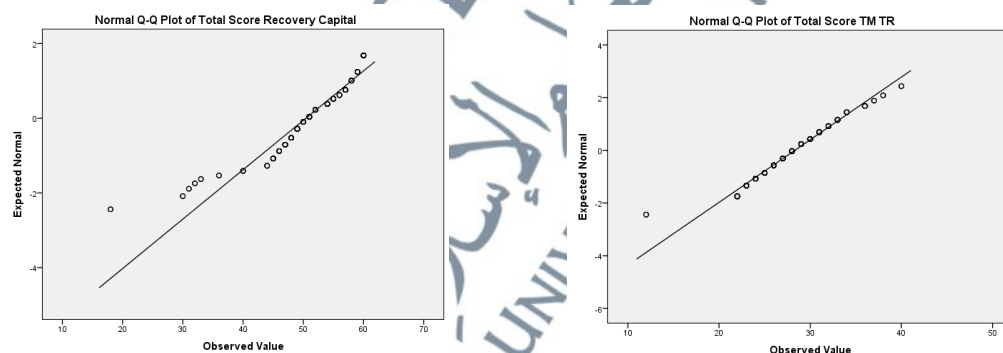 Normal Q-Q Plot of Total Score Recovery Capital
2
0
-2
-4
Expected Normal
10 20 30 40 50 60 70
Observed Value
Normal Q-Q Plot of Total Score TM TR
4
2
0
-2
-4
-6
Expected Normal
10 20 30 40 50
Observed Value
UNIV